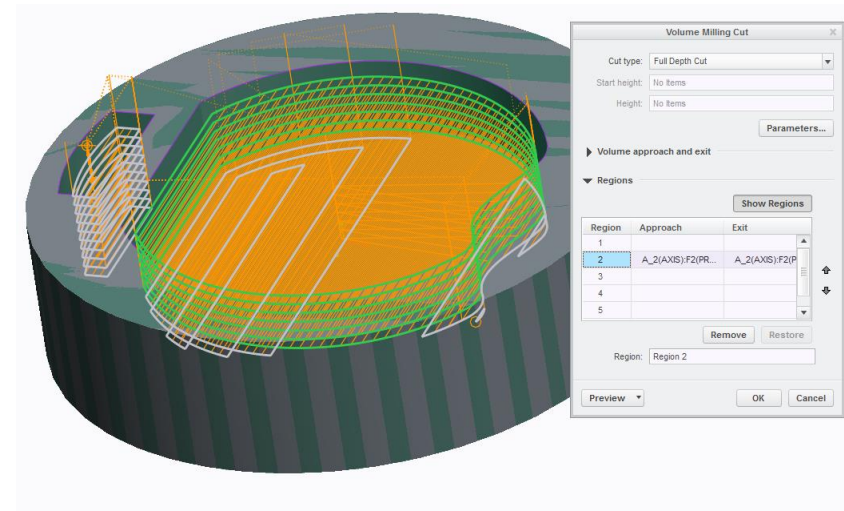 Volume Milling Cut
Cut type: Full Depth Cut
Start height: No Items
Height: No Items
Parameters...
Volume approach and exit
Regions
Show Regions
Region Approach Exit
1
2 A_2(AXIS):F2(PR... A_2(AXIS):F2(P
3
4
5
Remove Restore
Region: Region 2
Preview OK Cancel